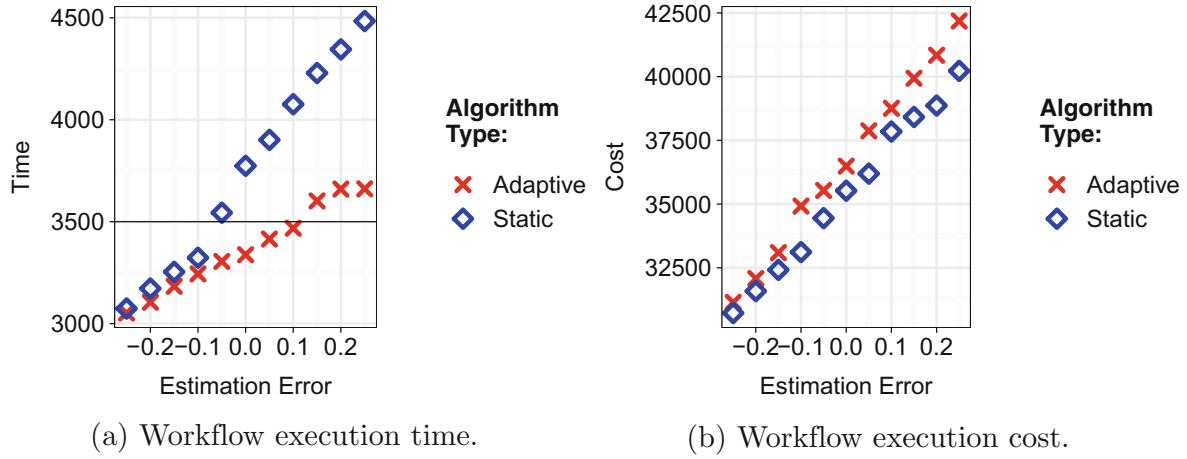 4500
4000
3500
3000
Time
−0.2 −0.1 0.0 0.1 0.2
Estimation Error
Algorithm
Type:
Adaptive
Static
(a) Workflow execution time.
42500
40000
37500
35000
32500
Cost
−0.2 −0.1 0.0 0.1 0.2
Estimation Error
Algorithm
Type:
Adaptive
Static
(b) Workflow execution cost.